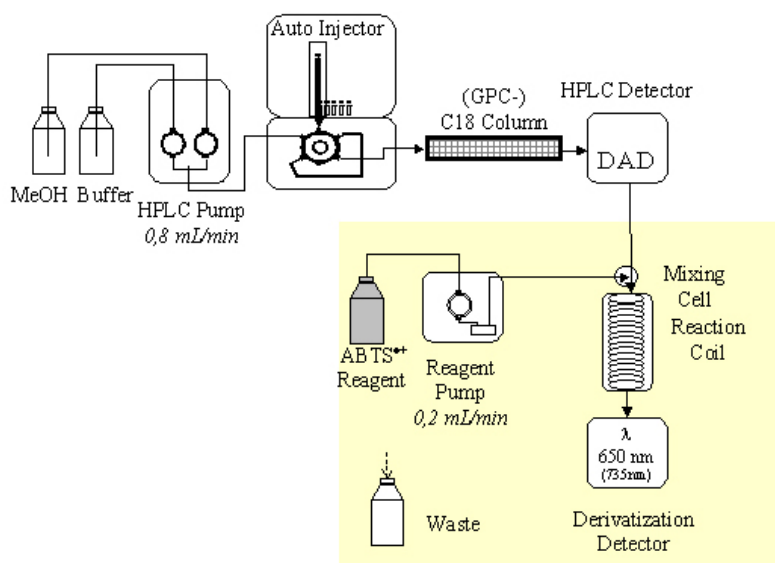 Auto Injector
(GPC-)
C18 Column
HPLC Detector
DAD
MeOH Buffer
HPLC Pump
0,8 mL/min
Mixing
Cell
Reaction
Coil
ABTS•+
Reagent
Reagent
Pump
0,2 mL/min
λ
650 nm
(735nm)
Waste
Derivatization
Detector